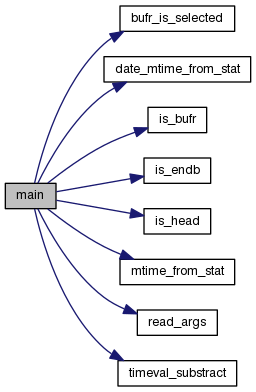 bufr_is_selected
date_mtime_from_stat
is_bufr
is_endb
main
is_head
mtime_from_stat
read_args
timeval_substract